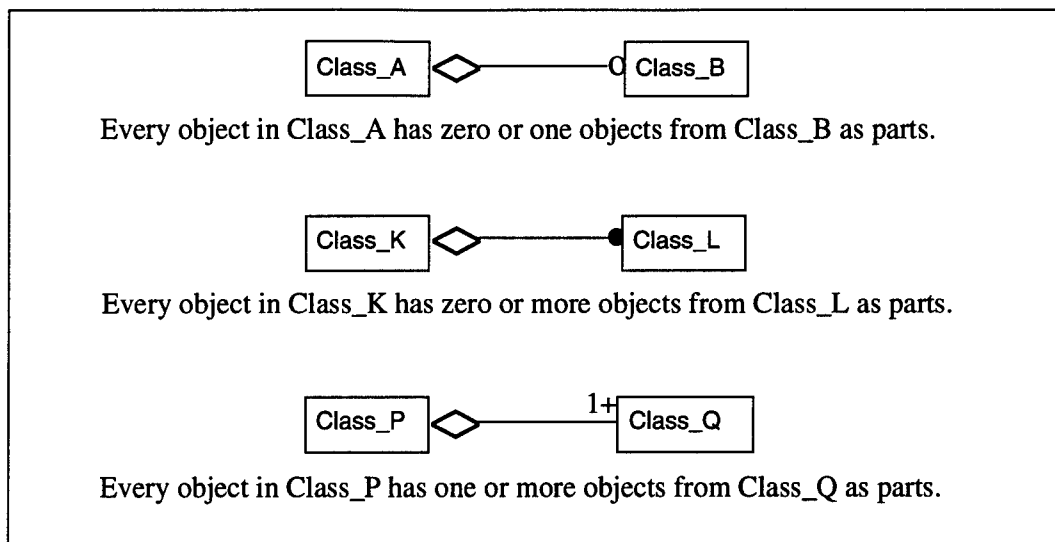 Class_A Class_B
Every object in Class_A has zero or one objects from Class_B as parts.
Class_K Class_L
Every object in Class_K has zero or more objects from Class_L as parts.
1+
Class_P Class_Q
Every object in Class_P has one or more objects from Class_Q as parts.